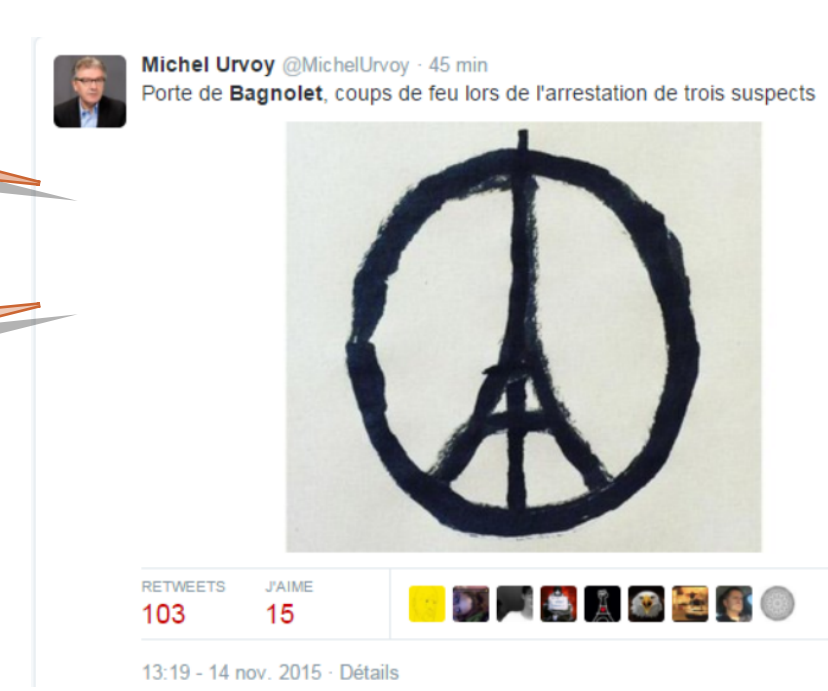 Michel Urvoy @MichelUrvoy · 45 min
Porte de Bagnolet, coups de feu lors de l'arrestation de trois suspects
RETWEETS J'AIME
103 15
13:19 - 14 nov. 2015 · Détails